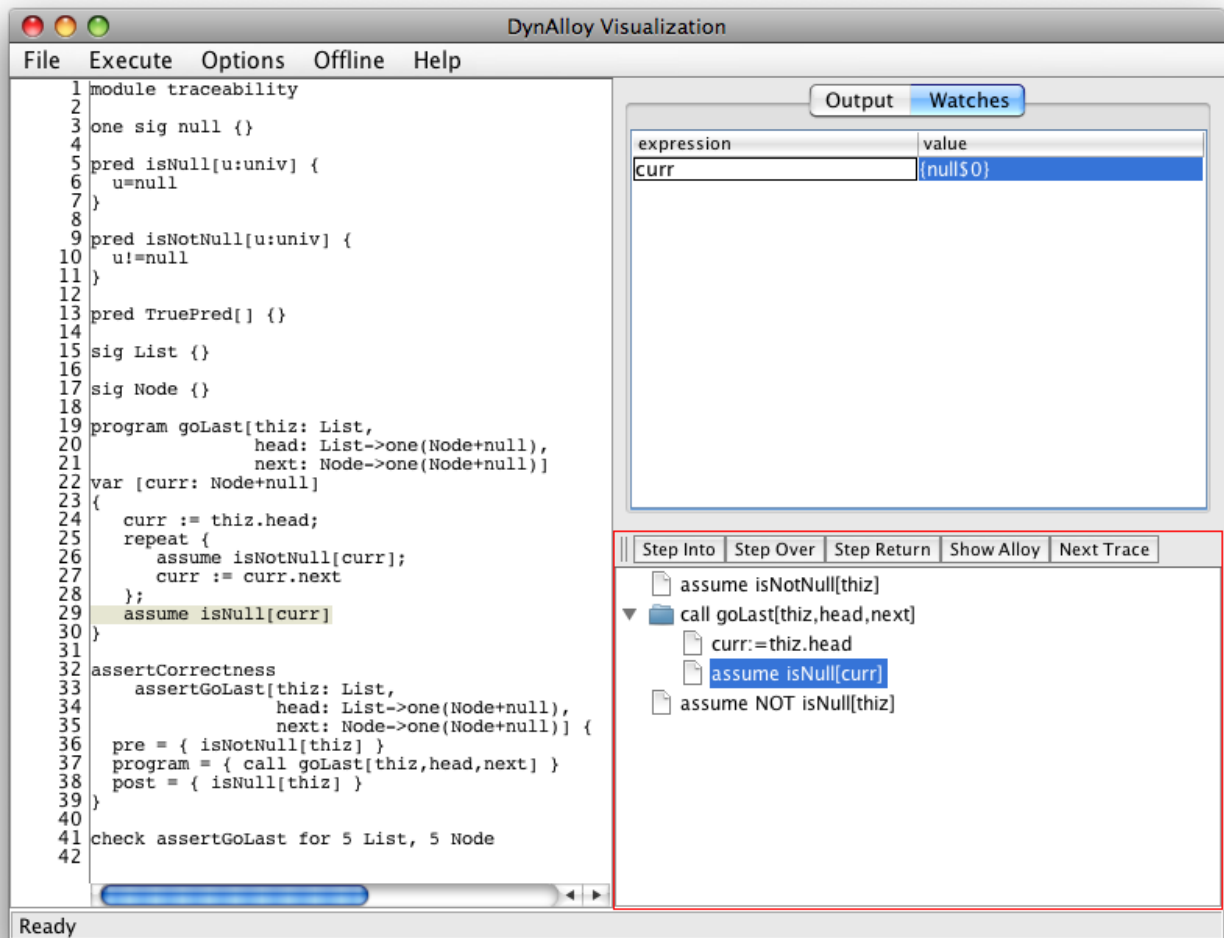 DynAlloy Visualization
File Execute Options Offline Help
1 module traceability
2
3 one sig null {}
4
5 pred isNull[u:univ] {
6   u=null
7 }
8
9 pred isNotNull[u:univ] {
10   u!=null
11 }
12
13 pred TruePred[] {}
14
15 sig List {}
16
17 sig Node {}
18
19 program goLast[thiz: List,
20                head: List->one(Node+null),
21                next: Node->one(Node+null)]
22 var [curr: Node+null]
23 {
24    curr := thiz.head;
25    repeat {
26       assume isNotNull[curr];
27       curr := curr.next
28    };
29    assume isNull[curr]
30 }
31
32 assertCorrectness
33     assertGoLast[thiz: List,
34                  head: List->one(Node+null),
35                  next: Node->one(Node+null)] {
36   pre = { isNotNull[thiz] }
37   program = { call goLast[thiz,head,next] }
38   post = { isNull[thiz] }
39 }
40
41 check assertGoLast for 5 List, 5 Node
42
Output Watches
expression value
curr {null$0}
Step Into Step Over Step Return Show Alloy Next Trace
assume isNotNull[thiz]
call goLast[thiz,head,next]
curr:=thiz.head
assume isNull[curr]
assume NOT isNull[thiz]
Ready